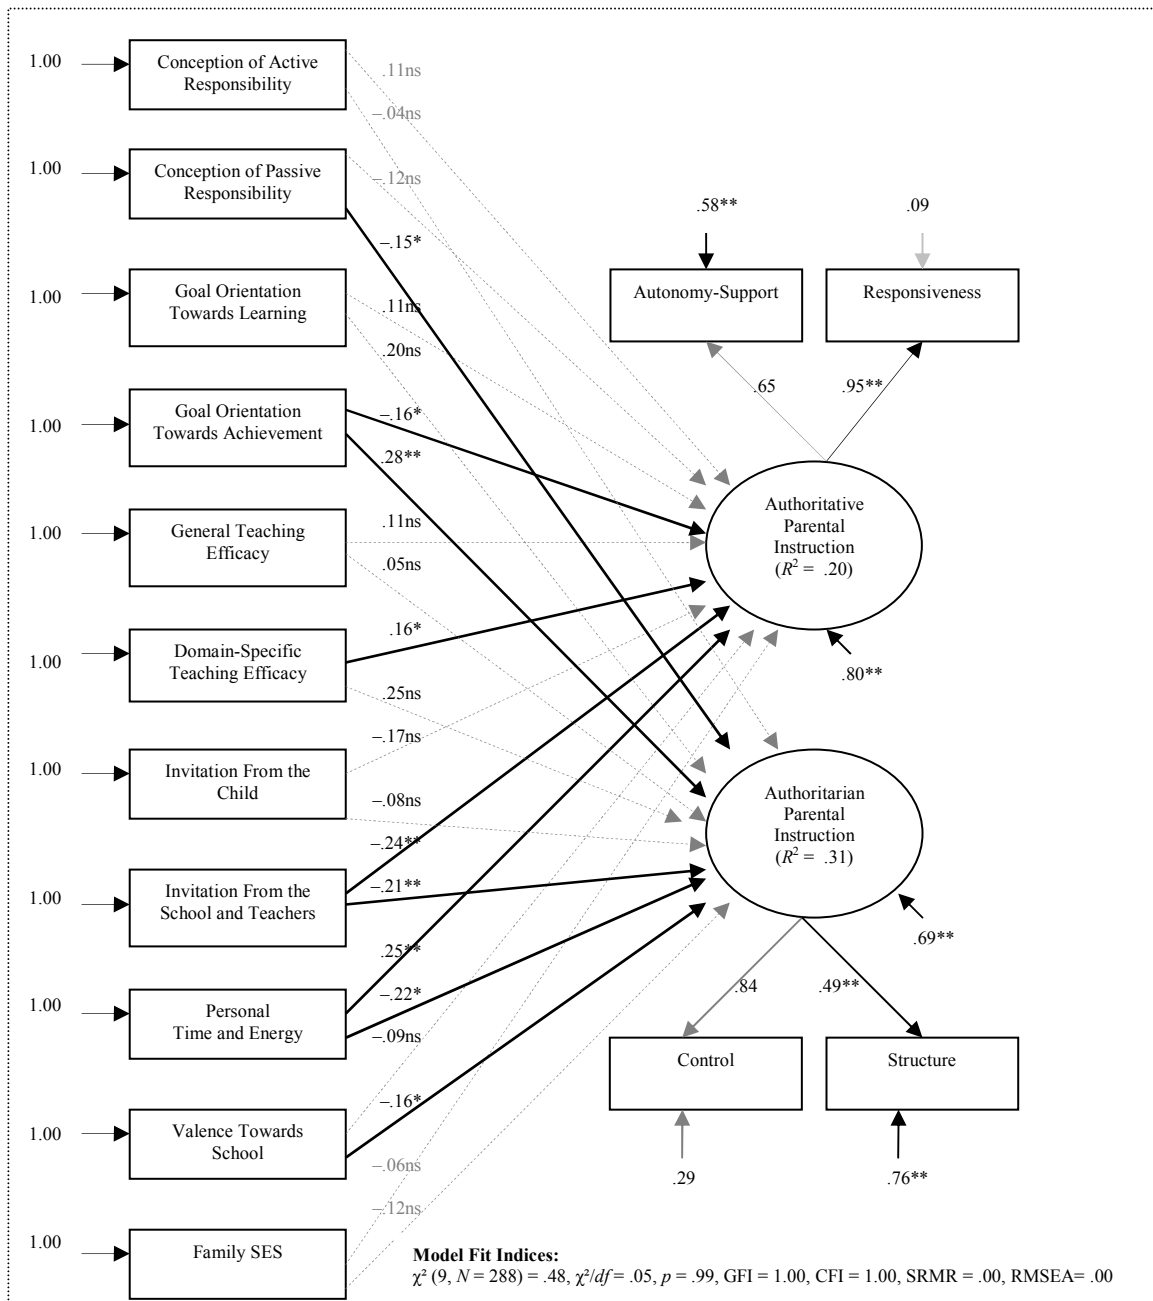 1.00
Conception of Active
Responsibility
.11ns
–.04ns
1.00
Conception of Passive
Responsibility
–.12ns
–.15*
1.00
Goal Orientation
Towards Learning
.11ns
.20ns
1.00
Goal Orientation
Towards Achievement
–.16*
.28**
1.00
General Teaching
Efficacy
.11ns
.05ns
1.00
Domain-Specific
Teaching Efficacy
.16*
.25ns
1.00
Invitation From the
Child
–.17ns
–.08ns
1.00
Invitation From the
School and Teachers
–.24**
–.21**
1.00
Personal
Time and Energy
.25**
–.22*
1.00
Valence Towards
School
–.09ns
–.16*
1.00
Family SES
–.06ns
–.12ns
.58**
.09
Autonomy-Support
Responsiveness
.65
.95**
Authoritative
Parental
Instruction
(R² = .20)
.80**
Authoritarian
Parental
Instruction
(R² = .31)
.69**
.84
.49**
Control
Structure
.29
.76**
Model Fit Indices:
χ² (9, N = 288) = .48, χ²/df = .05, p = .99, GFI = 1.00, CFI = 1.00, SRMR = .00, RMSEA= .00